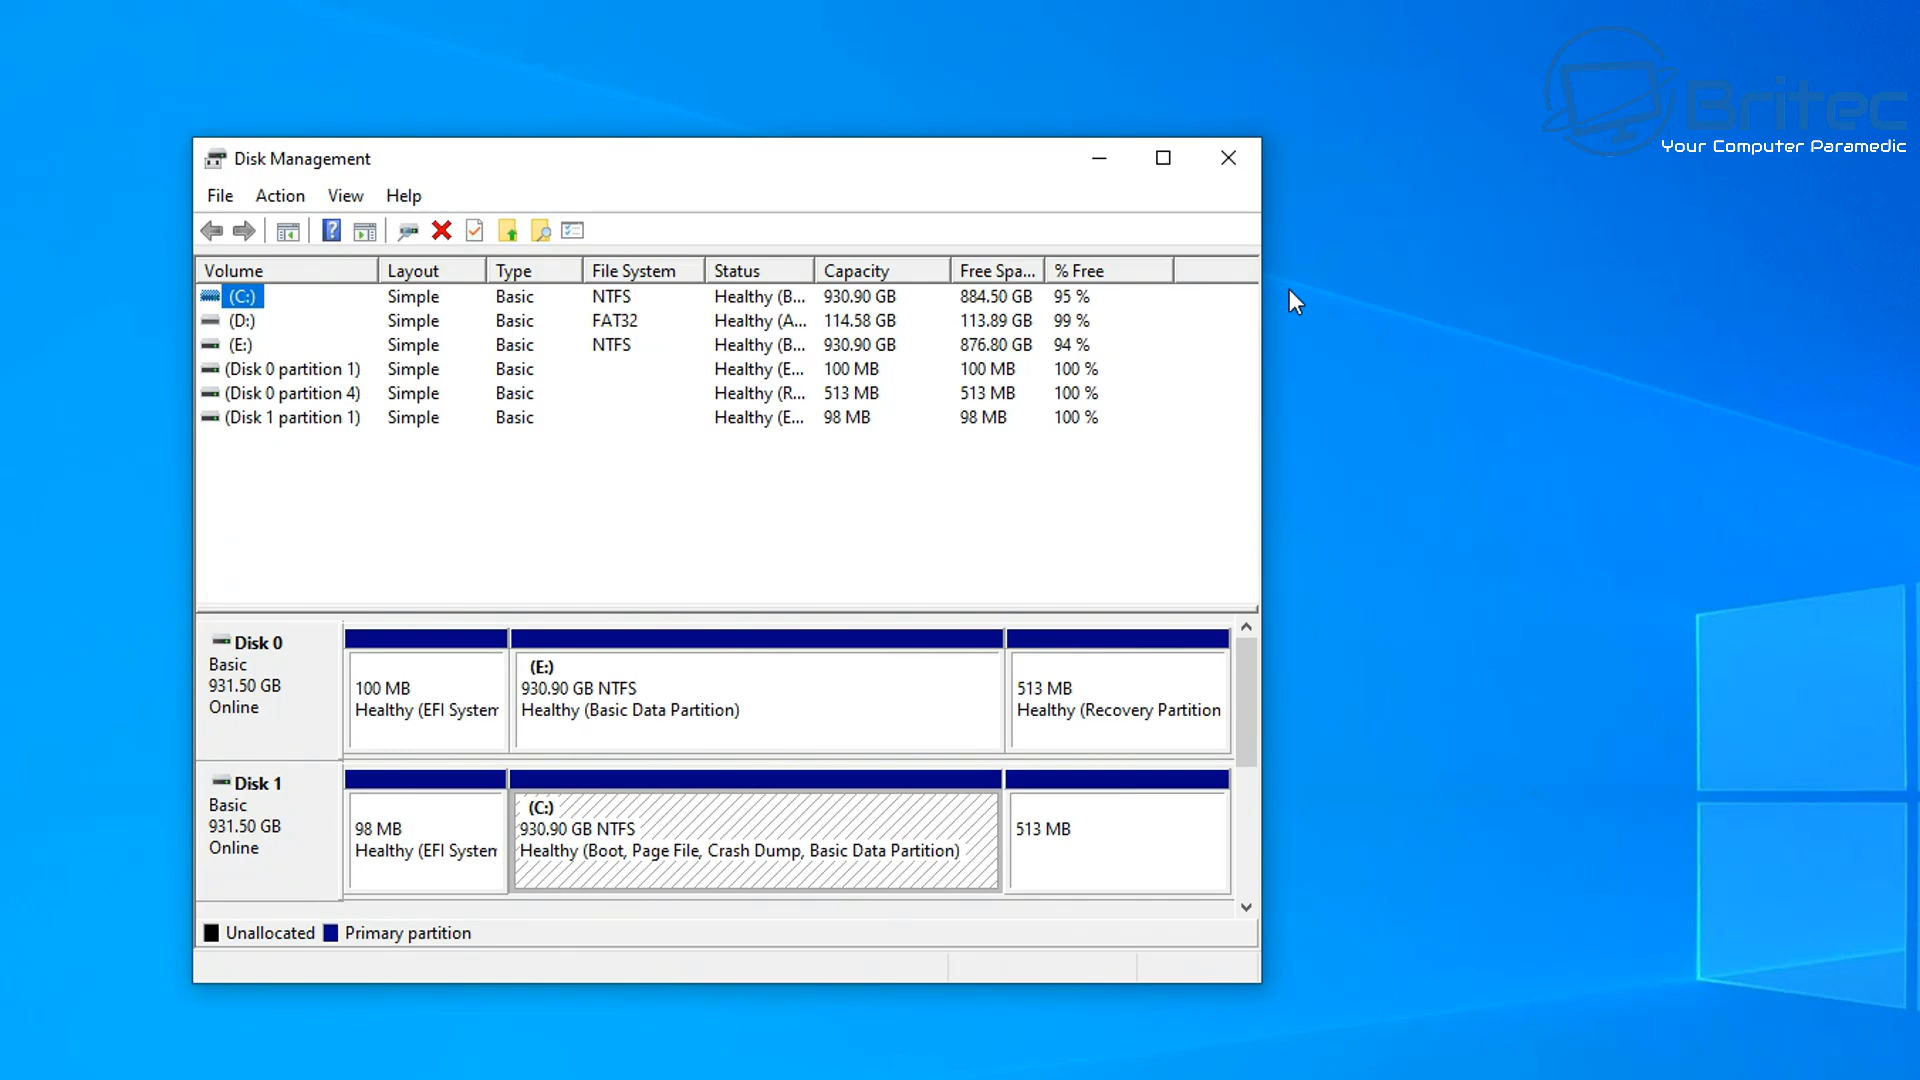 Britec
Your Computer Paramedic
Disk Management
File Action View Help
Volume Layout Type File System Status Capacity Free Spa... % Free
(C:) Simple Basic NTFS Healthy (B... 930.90 GB 884.50 GB 95 %
(D:) Simple Basic FAT32 Healthy (A... 114.58 GB 113.89 GB 99 %
(E:) Simple Basic NTFS Healthy (B... 930.90 GB 876.80 GB 94 %
(Disk 0 partition 1) Simple Basic Healthy (E... 100 MB 100 MB 100 %
(Disk 0 partition 4) Simple Basic Healthy (R... 513 MB 513 MB 100 %
(Disk 1 partition 1) Simple Basic Healthy (E... 98 MB 98 MB 100 %
Disk 0
Basic
931.50 GB
Online
100 MB
Healthy (EFI System
(E:)
930.90 GB NTFS
Healthy (Basic Data Partition)
513 MB
Healthy (Recovery Partition
Disk 1
Basic
931.50 GB
Online
98 MB
Healthy (EFI System
(C:)
930.90 GB NTFS
Healthy (Boot, Page File, Crash Dump, Basic Data Partition)
513 MB
Unallocated Primary partition